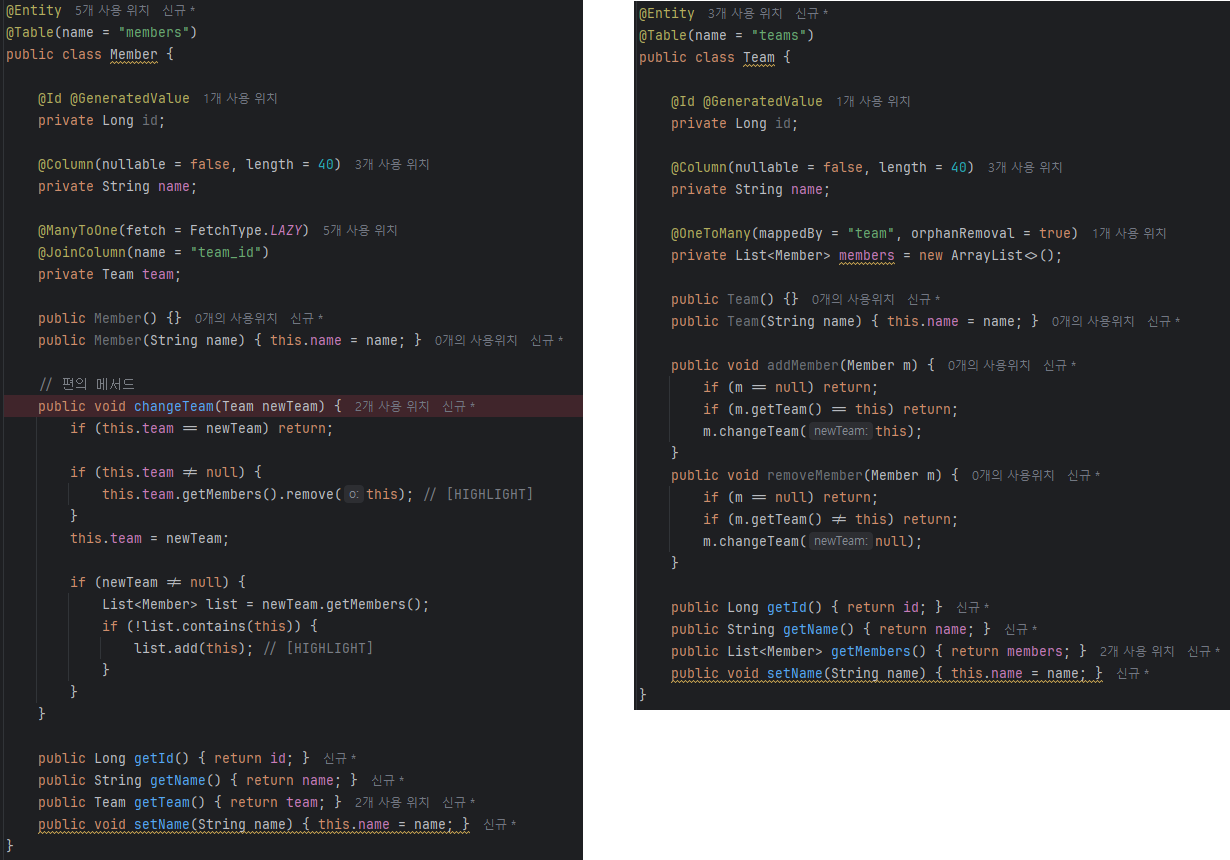 @Entity 5개 사용 위치 신규 *
@Table(name = "members")
public class Member {
@Id @GeneratedValue 1개 사용 위치
private Long id;
@Column(nullable = false, length = 40) 3개 사용 위치
private String name;
@ManyToOne(fetch = FetchType.LAZY) 5개 사용 위치
@JoinColumn(name = "team_id")
private Team team;
public Member() {} 0개의 사용위치 신규 *
public Member(String name) { this.name = name; } 0개의 사용위치 신규 *
// 편의 메서드
public void changeTeam(Team newTeam) { 2개 사용 위치 신규 *
if (this.team == newTeam) return;
if (this.team != null) {
this.team.getMembers().remove( o: this); // [HIGHLIGHT]
}
this.team = newTeam;
if (newTeam != null) {
List<Member> list = newTeam.getMembers();
if (!list.contains(this)) {
list.add(this); // [HIGHLIGHT]
}
}
}
public Long getId() { return id; } 신규 *
public String getName() { return name; } 신규 *
public Team getTeam() { return team; } 2개 사용 위치 신규 *
public void setName(String name) { this.name = name; } 신규 *
}
@Entity 3개 사용 위치 신규 *
@Table(name = "teams")
public class Team {
@Id @GeneratedValue 1개 사용 위치
private Long id;
@Column(nullable = false, length = 40) 3개 사용 위치
private String name;
@OneToMany(mappedBy = "team", orphanRemoval = true) 1개 사용 위치
private List<Member> members = new ArrayList<>();
public Team() {} 0개의 사용위치 신규 *
public Team(String name) { this.name = name; } 0개의 사용위치 신규 *
public void addMember(Member m) { 0개의 사용위치 신규 *
if (m == null) return;
if (m.getTeam() == this) return;
m.changeTeam( newTeam: this);
}
public void removeMember(Member m) { 0개의 사용위치 신규 *
if (m == null) return;
if (m.getTeam() != this) return;
m.changeTeam( newTeam: null);
}
public Long getId() { return id; } 신규 *
public String getName() { return name; } 신규 *
public List<Member> getMembers() { return members; } 2개 사용 위치 신규 *
public void setName(String name) { this.name = name; } 신규 *
}